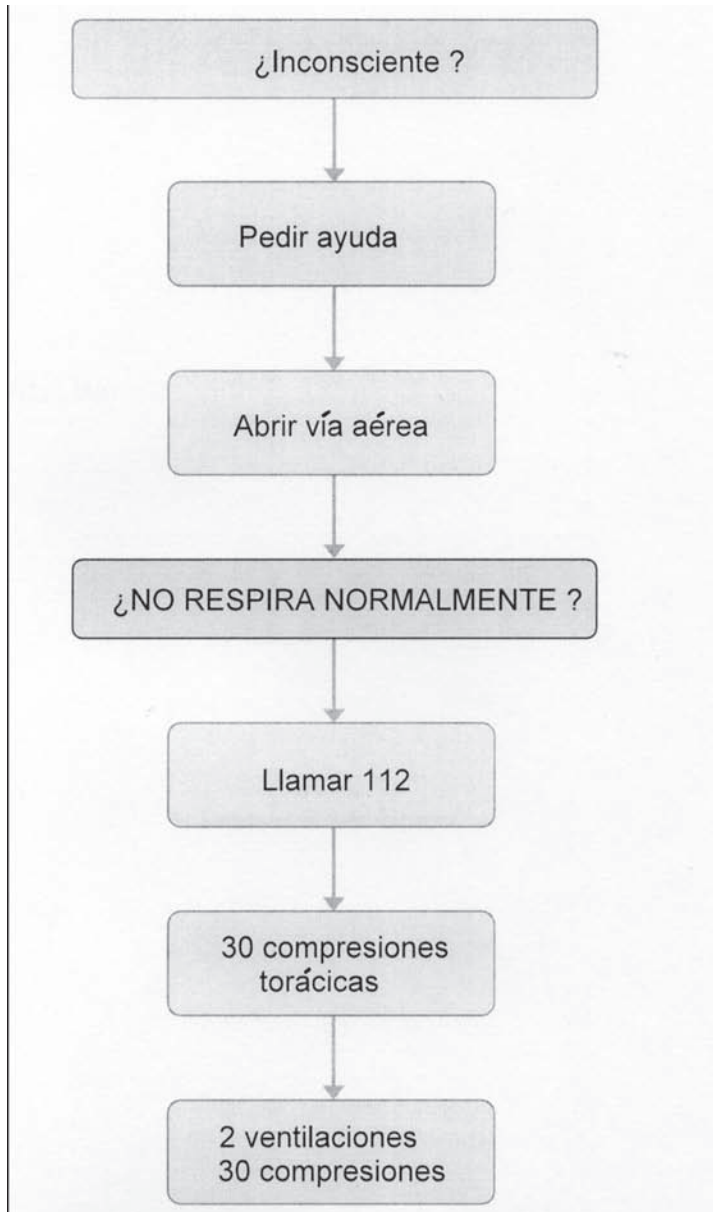 ¿Inconsciente ?
Pedir ayuda
Abrir vía aérea
¿NO RESPIRA NORMALMENTE ?
Llamar 112
30 compresiones
torácicas
2 ventilaciones
30 compresiones